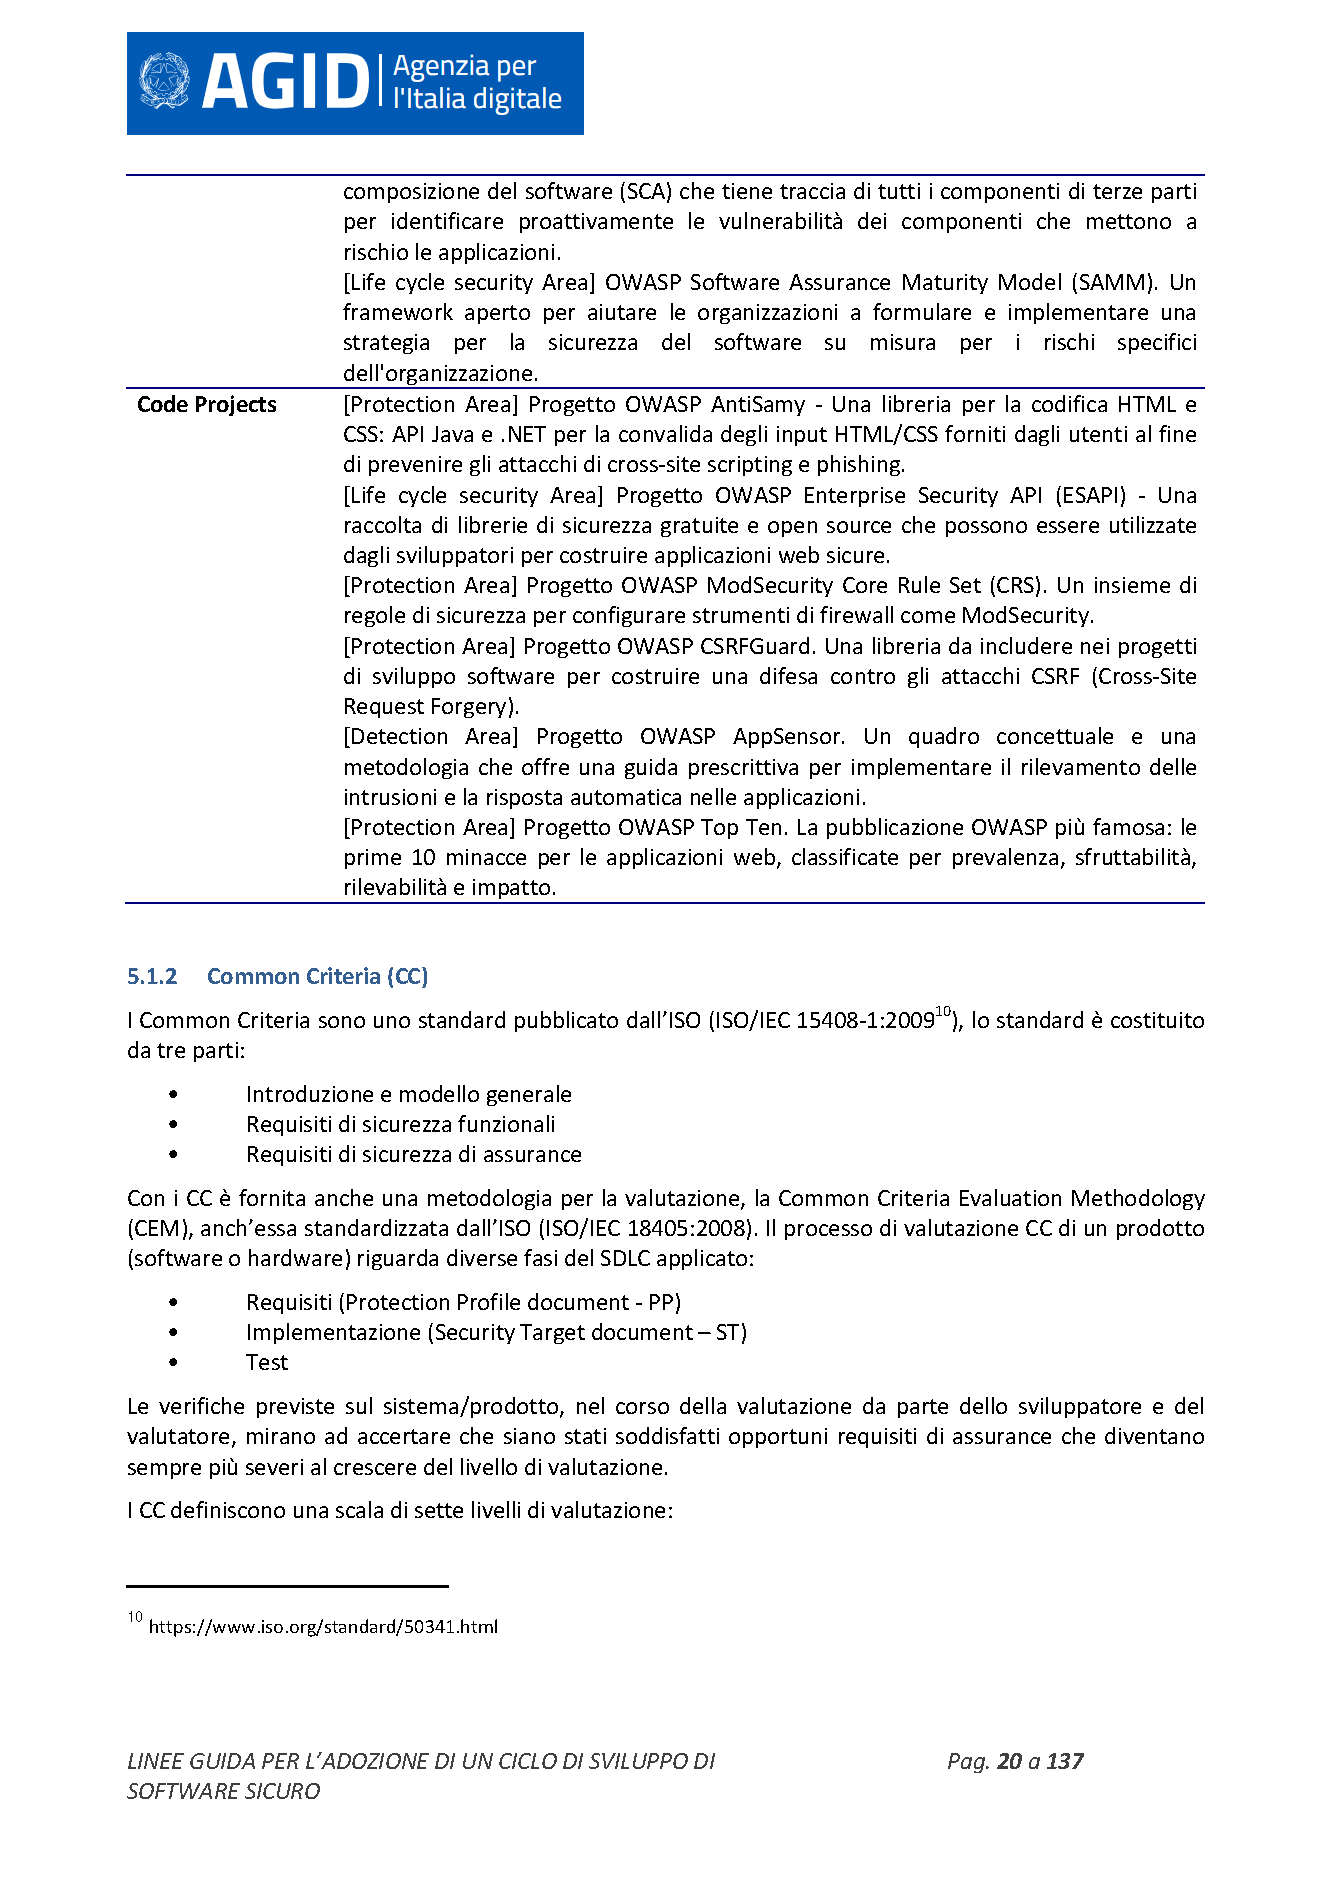 AGID Agenzia per
l'Italia digitale
composizione del software (SCA) che tiene traccia di tutti i componenti di terze parti
per identificare proattivamente le vulnerabilità dei componenti che mettono a
rischio le applicazioni.
[Life cycle security Area] OWASP Software Assurance Maturity Model (SAMM). Un
framework aperto per aiutare le organizzazioni a formulare e implementare una
strategia per la sicurezza del software su misura per i rischi specifici
dell'organizzazione.
Code Projects [Protection Area] Progetto OWASP AntiSamy - Una libreria per la codifica HTML e
CSS: API Java e .NET per la convalida degli input HTML/CSS forniti dagli utenti al fine
di prevenire gli attacchi di cross-site scripting e phishing.
[Life cycle security Area] Progetto OWASP Enterprise Security API (ESAPI) - Una
raccolta di librerie di sicurezza gratuite e open source che possono essere utilizzate
dagli sviluppatori per costruire applicazioni web sicure.
[Protection Area] Progetto OWASP ModSecurity Core Rule Set (CRS). Un insieme di
regole di sicurezza per configurare strumenti di firewall come ModSecurity.
[Protection Area] Progetto OWASP CSRFGuard. Una libreria da includere nei progetti
di sviluppo software per costruire una difesa contro gli attacchi CSRF (Cross-Site
Request Forgery).
[Detection Area] Progetto OWASP AppSensor. Un quadro concettuale e una
metodologia che offre una guida prescrittiva per implementare il rilevamento delle
intrusioni e la risposta automatica nelle applicazioni.
[Protection Area] Progetto OWASP Top Ten. La pubblicazione OWASP più famosa: le
prime 10 minacce per le applicazioni web, classificate per prevalenza, sfruttabilità,
rilevabilità e impatto.
5.1.2 Common Criteria (CC)
I Common Criteria sono uno standard pubblicato dall’ISO (ISO/IEC 15408-1:2009¹⁰), lo standard è costituito
da tre parti:
• Introduzione e modello generale
• Requisiti di sicurezza funzionali
• Requisiti di sicurezza di assurance
Con i CC è fornita anche una metodologia per la valutazione, la Common Criteria Evaluation Methodology
(CEM), anch’essa standardizzata dall’ISO (ISO/IEC 18405:2008). Il processo di valutazione CC di un prodotto
(software o hardware) riguarda diverse fasi del SDLC applicato:
• Requisiti (Protection Profile document - PP)
• Implementazione (Security Target document – ST)
• Test
Le verifiche previste sul sistema/prodotto, nel corso della valutazione da parte dello sviluppatore e del
valutatore, mirano ad accertare che siano stati soddisfatti opportuni requisiti di assurance che diventano
sempre più severi al crescere del livello di valutazione.
I CC definiscono una scala di sette livelli di valutazione:
¹⁰ https://www.iso.org/standard/50341.html
LINEE GUIDA PER L’ADOZIONE DI UN CICLO DI SVILUPPO DI Pag. 20 a 137
SOFTWARE SICURO